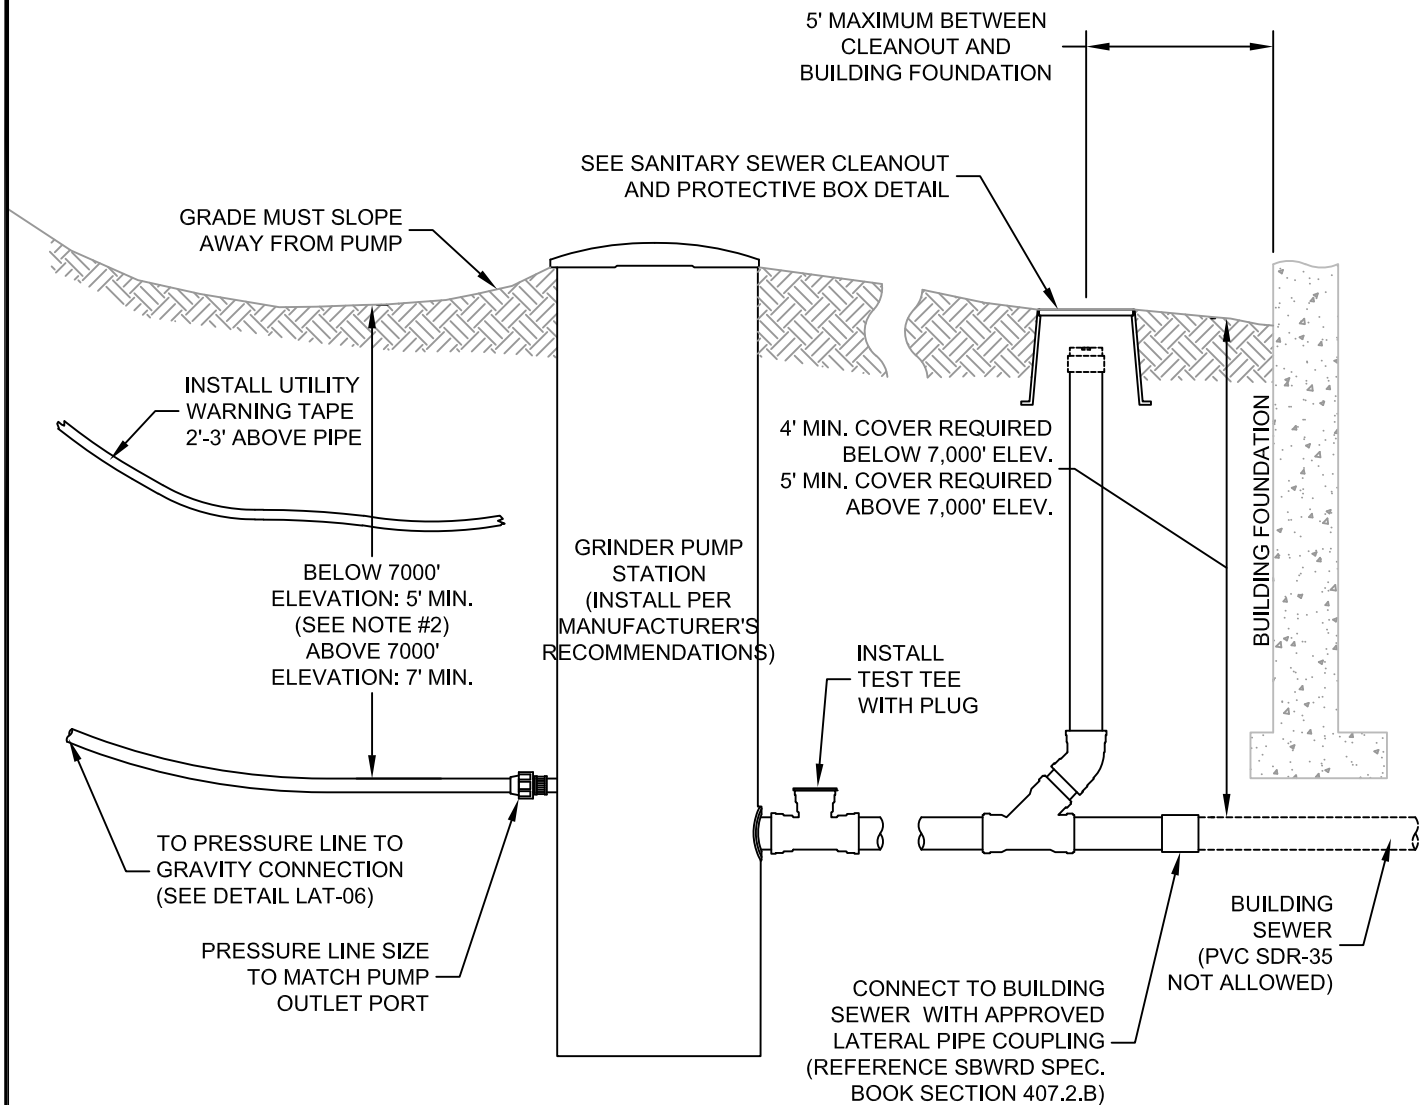 5' MAXIMUM BETWEEN
CLEANOUT AND
BUILDING FOUNDATION
SEE SANITARY SEWER CLEANOUT
AND PROTECTIVE BOX DETAIL
GRADE MUST SLOPE
AWAY FROM PUMP
INSTALL UTILITY
WARNING TAPE
2'-3' ABOVE PIPE
4' MIN. COVER REQUIRED
BELOW 7,000' ELEV.
5' MIN. COVER REQUIRED
ABOVE 7,000' ELEV.
BUILDING FOUNDATION
BELOW 7000'
ELEVATION: 5' MIN.
(SEE NOTE #2)
ABOVE 7000'
ELEVATION: 7' MIN.
GRINDER PUMP
STATION
(INSTALL PER
MANUFACTURER'S
RECOMMENDATIONS)
INSTALL
TEST TEE
WITH PLUG
TO PRESSURE LINE TO
GRAVITY CONNECTION
(SEE DETAIL LAT-06)
PRESSURE LINE SIZE
TO MATCH PUMP
OUTLET PORT
BUILDING
SEWER
(PVC SDR-35
NOT ALLOWED)
CONNECT TO BUILDING
SEWER WITH APPROVED
LATERAL PIPE COUPLING
(REFERENCE SBWRD SPEC.
BOOK SECTION 407.2.B)